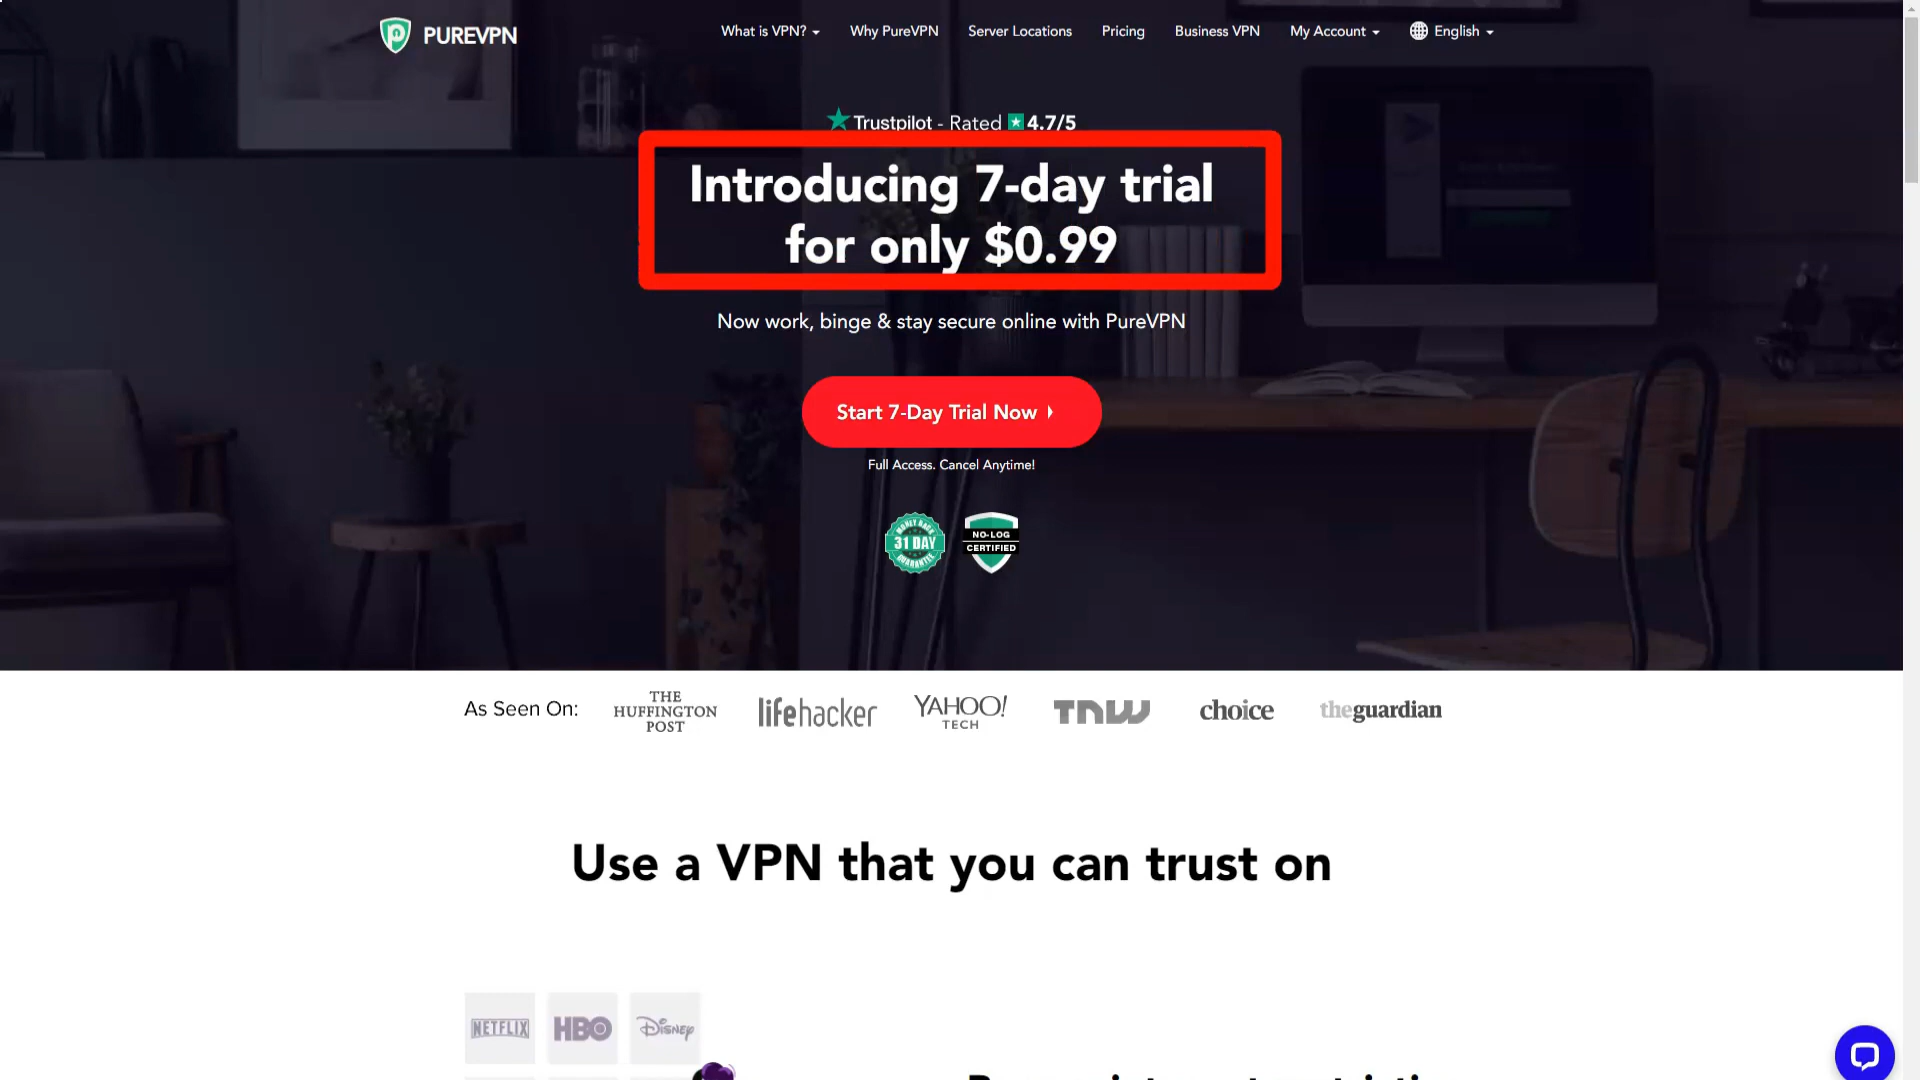 PUREVPN
What is VPN?
Why PureVPN
Server Locations
Pricing
Business VPN
My Account
English
Trustpilot - Rated 4.7/5
Introducing 7-day trial
for only $0.99
Now work, binge & stay secure online with PureVPN
Start 7-Day Trial Now
Full Access. Cancel Anytime!
MONEY BACK
31 DAY
GUARANTEE
NO-LOG
CERTIFIED
As Seen On:
THE
HUFFINGTON
POST
lifehacker
YAHOO!
TECH
TNW
choice
theguardian
Use a VPN that you can trust on
NETFLIX
HBO
DISNEY